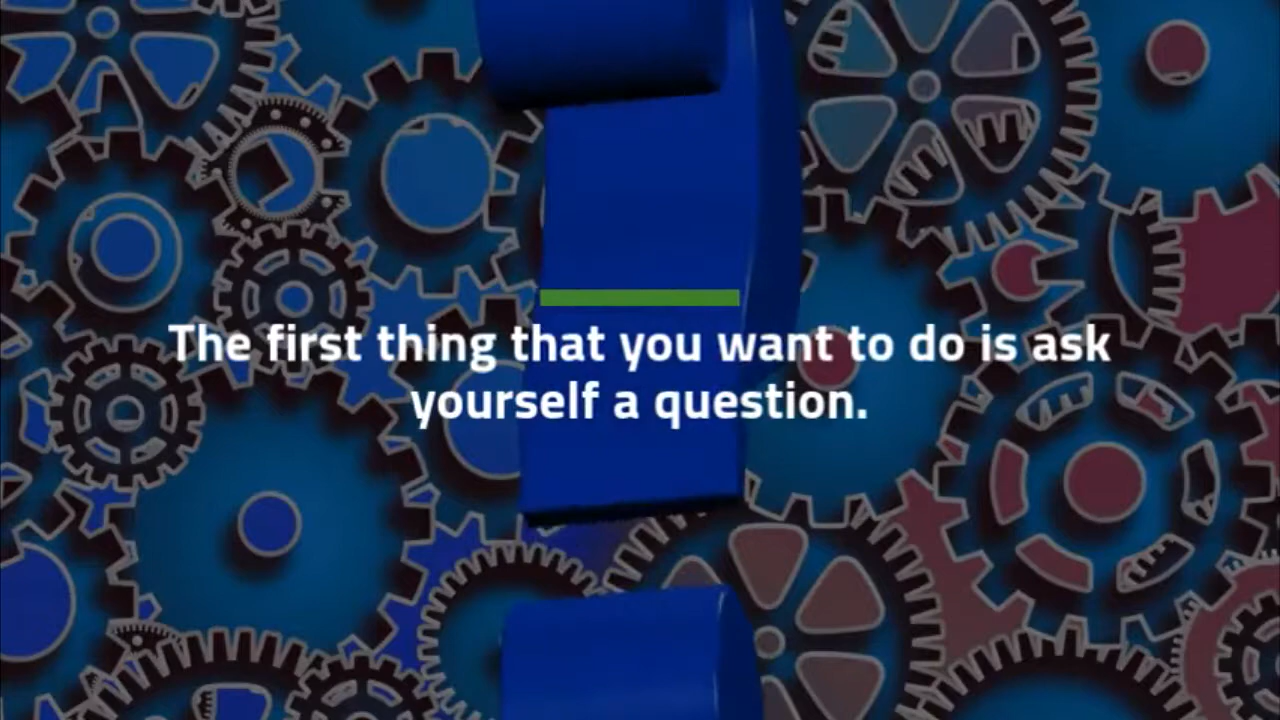 The first thing that you want to do is ask
yourself a question.